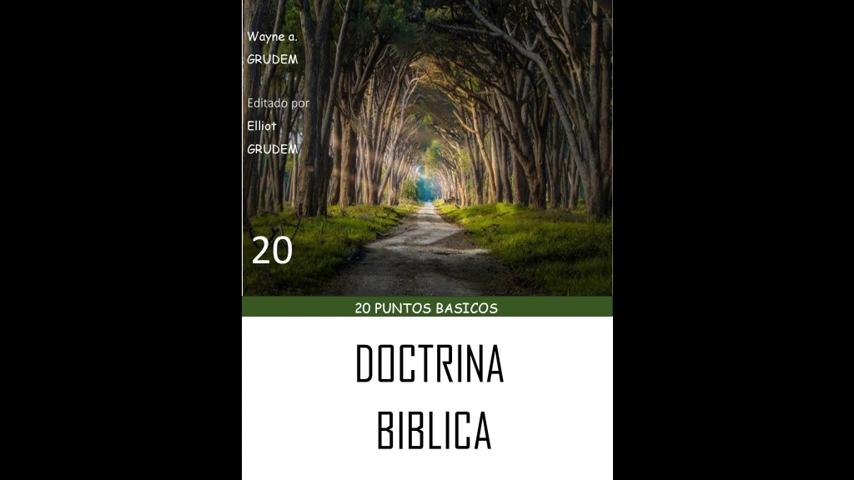 Wayne a.
GRUDEM
Editado por
Elliot
GRUDEM
20
20 PUNTOS BASICOS
DOCTRINA
BIBLICA